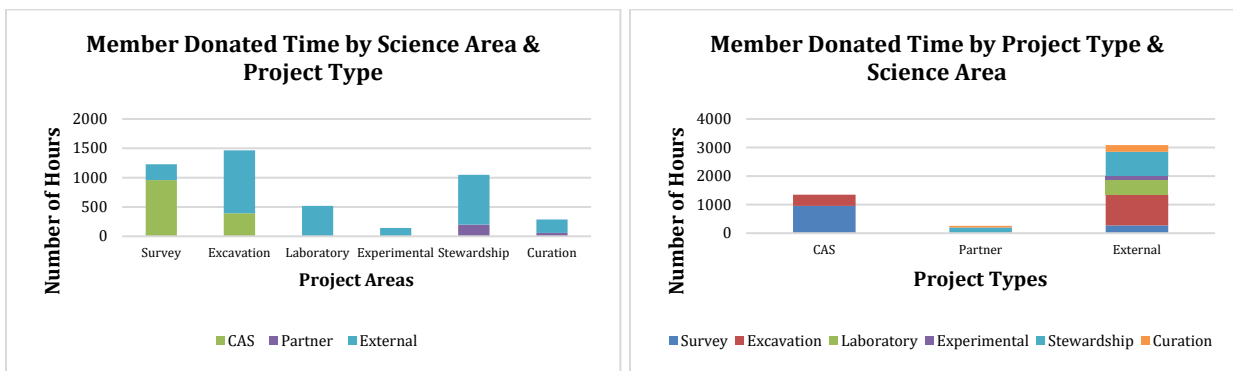 Member Donated Time by Science Area &
Project Type
Number of Hours
2000
1500
1000
500
0
Survey Excavation Laboratory Experimental Stewardship Curation
Project Areas
CAS Partner External
Member Donated Time by Project Type &
Science Area
Number of Hours
4000
3000
2000
1000
0
CAS Partner External
Project Types
Survey Excavation Laboratory Experimental Stewardship Curation